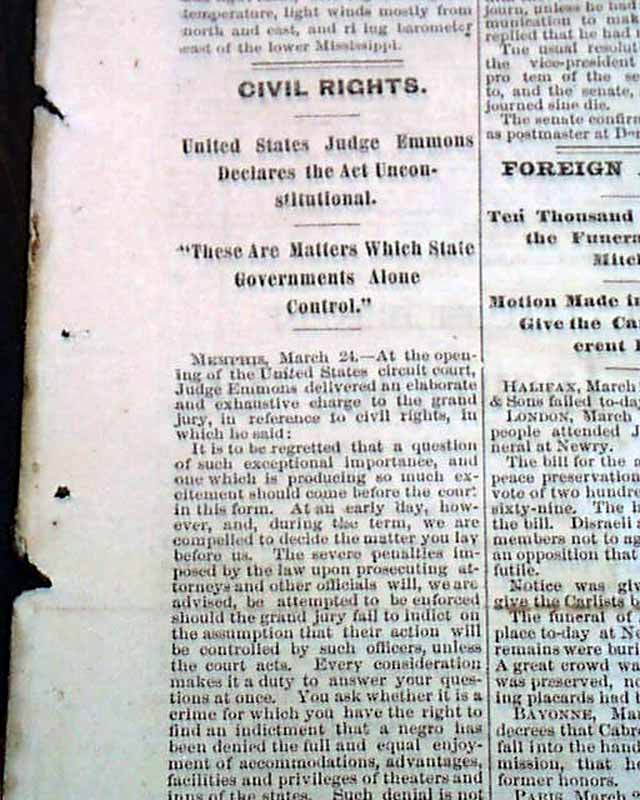 temperature, light winds mostly from
north and east, and ri ing barometer
east of the lower Mississippi.
CIVIL RIGHTS.
United States Judge Emmons
Declares the Act Uncon-
stitutional.
"These Are Matters Which State
Governments Alone
Control."
MEMPHIS, March 24.—At the open-
ing of the United States circuit court,
Judge Emmons delivered an elaborate
and exhaustive charge to the grand
jury, in reference to civil rights, in
which he said:
It is to be regretted that a question
of such exceptional importance, and
one which is producing so much ex-
citement should come before the court
in this form. At an early day, how-
ever, and, during the term, we are
compelled to decide the matter you lay
before us. The severe penalties im-
posed by the law upon prosecuting at-
torneys and other officials will, we are
advised, be attempted to be enforced
should the grand jury fail to indict on
the assumption that their action will
be controlled by such officers, unless
the court acts. Every consideration
makes it a duty to answer your ques-
tions at once. You ask whether it is a
crime for which you have the right to
find an indictment that a negro has
been denied the full and equal enjoy-
ment of accommodations, advantages,
facilities and privileges of theaters and
inns of the states. Such denial is not
journ, unless he had
munication to mak
replied that he had
The usual resolut
the vice-president
pro tem of the se
to, and the senate,
journed sine die.
The senate confirm
as postmaster at De
FOREIGN
Ten Thousand
the Funera
Mitch
Motion Made in
Give the Car
erent
HALIFAX, March
& Sons failed to-day
LONDON, March
people attended J
neral at Newry.
The bill for the
peace preservation
vote of two hundre
sixty-nine. The
the bill. Disraeli
members not to ag
an opposition that
futile.
Notice was giv
give the Carlists b
The funeral of
place to-day at Ne
remains were buri
A great crowd wa
was preserved, no
ing placards had
BAYONNE, Mar
decrees that Cabre
fall into the hand
mission, that he
former honors.
PARIS, March